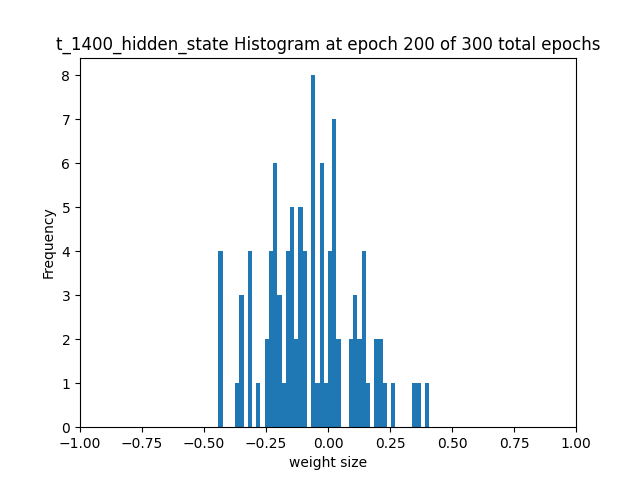 t_1400_hidden_state Histogram at epoch 200 of 300 total epochs
8
7
6
5
4
3
2
1
0
Frequency
−1.00 −0.75 −0.50 −0.25 0.00 0.25 0.50 0.75 1.00
weight size